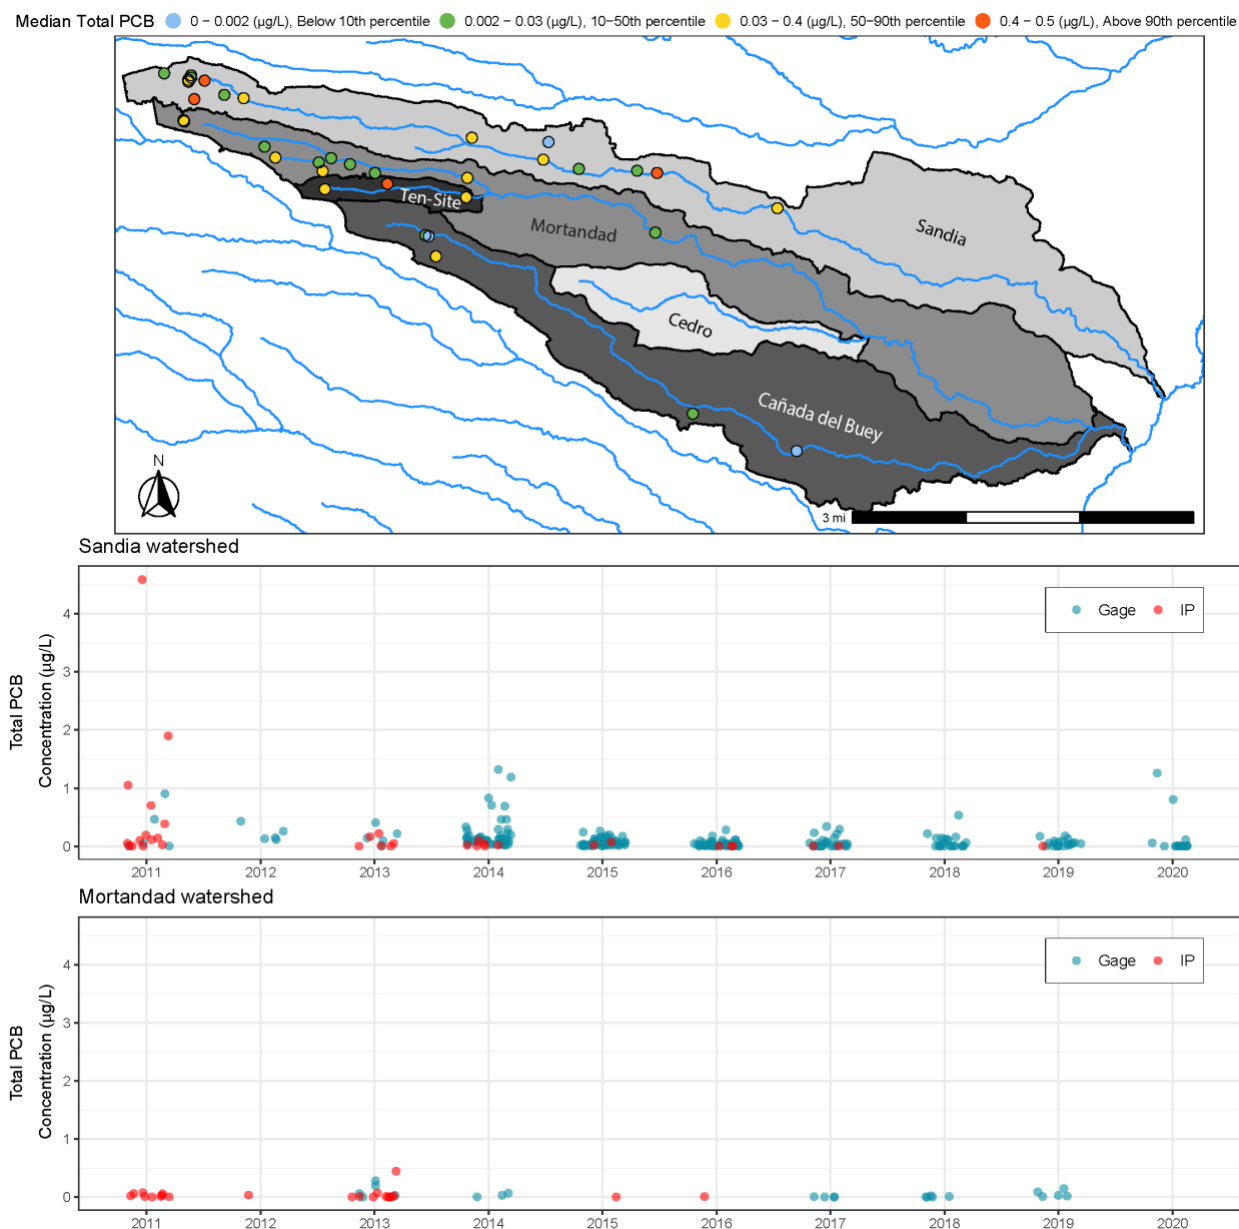 Median Total PCB 0 − 0.002 (µg/L), Below 10th percentile 0.002 − 0.03 (µg/L), 10−50th percentile 0.03 − 0.4 (µg/L), 50−90th percentile 0.4 − 0.5 (µg/L), Above 90th percentile
Ten-Site
Mortandad
Sandia
Cedro
Cañada del Buey
N
3 mi
Sandia watershed
Total PCB
Concentration (µg/L)
4
3
2
1
0
Gage IP
2011 2012 2013 2014 2015 2016 2017 2018 2019 2020
Mortandad watershed
Total PCB
Concentration (µg/L)
4
3
2
1
0
Gage IP
2011 2012 2013 2014 2015 2016 2017 2018 2019 2020